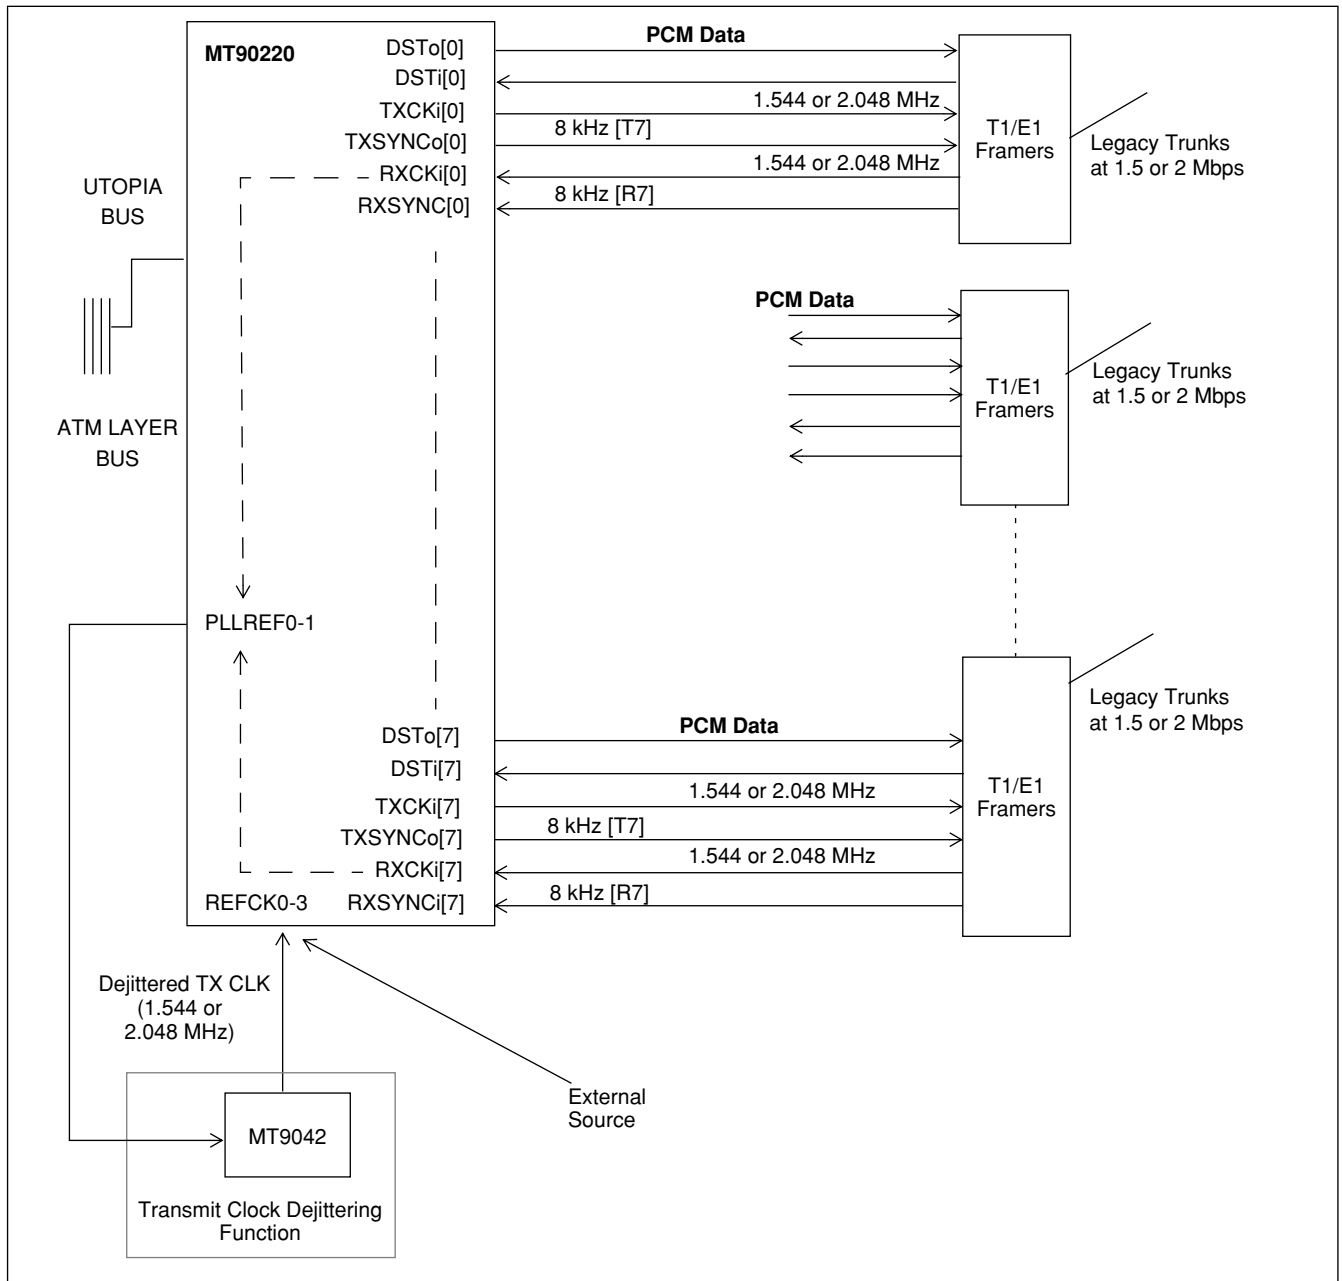 MT90220
DSTo[0]
PCM Data
DSTi[0]
TXCKi[0]
1.544 or 2.048 MHz
TXSYNCo[0]
8 kHz [T7]
RXCKi[0]
1.544 or 2.048 MHz
RXSYNC[0]
8 kHz [R7]
T1/E1
Framers
Legacy Trunks
at 1.5 or 2 Mbps
UTOPIA
BUS
ATM LAYER
BUS
PCM Data
T1/E1
Framers
Legacy Trunks
at 1.5 or 2 Mbps
PLLREF0-1
DSTo[7]
PCM Data
DSTi[7]
TXCKi[7]
1.544 or 2.048 MHz
TXSYNCo[7]
8 kHz [T7]
RXCKi[7]
1.544 or 2.048 MHz
REFCK0-3
RXSYNCi[7]
8 kHz [R7]
T1/E1
Framers
Legacy Trunks
at 1.5 or 2 Mbps
Dejittered TX CLK
(1.544 or
2.048 MHz)
External
Source
MT9042
Transmit Clock Dejittering
Function